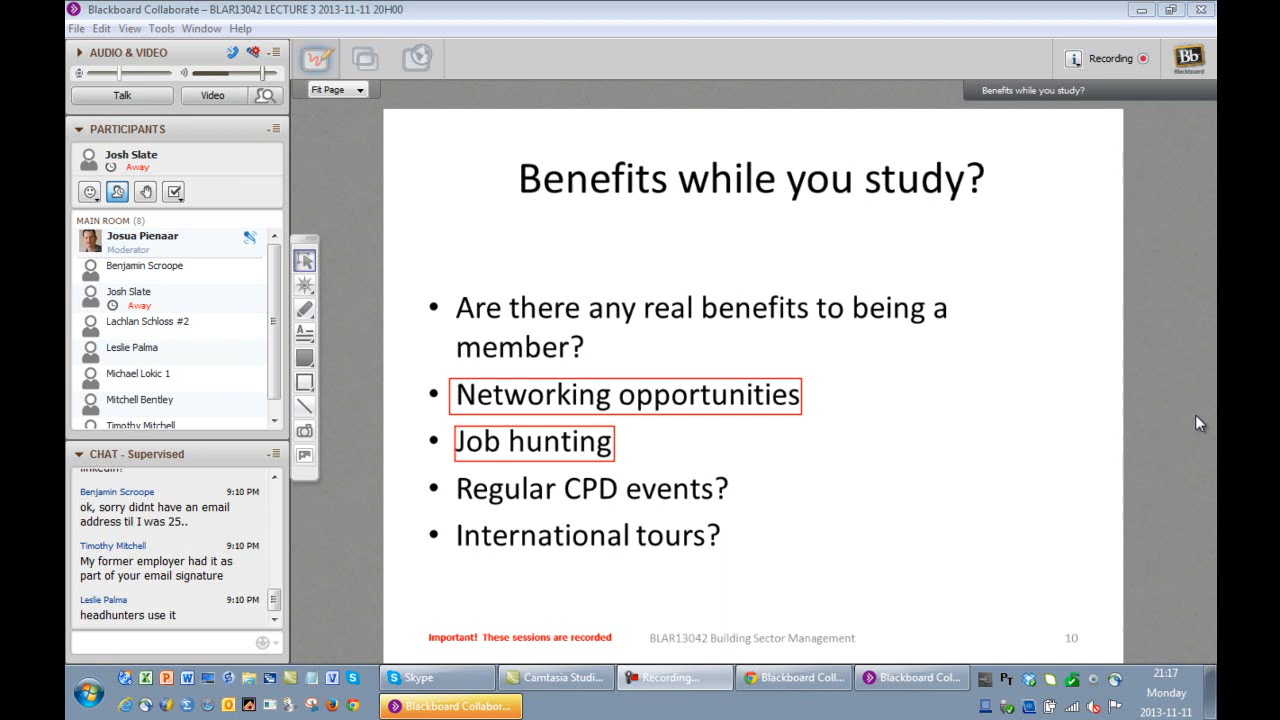 Blackboard Collaborate – BLAR13042 LECTURE 3 2013-11-11 20H00
File Edit View Tools Window Help
AUDIO & VIDEO
Talk Video
PARTICIPANTS
Josh Slate
Away
MAIN ROOM (8)
Josua Pienaar
Moderator
Benjamin Scroope
Josh Slate
Away
Lachlan Schloss #2
Leslie Palma
Michael Lokic 1
Mitchell Bentley
Timothy Mitchell
CHAT - Supervised
linkedin!
Benjamin Scroope 9:10 PM
ok, sorry didnt have an email
address til I was 25..
Timothy Mitchell 9:10 PM
My former employer had it as
part of your email signature
Leslie Palma 9:10 PM
headhunters use it
Recording
Bb
Blackboard
Fit Page
Benefits while you study?
Benefits while you study?
• Are there any real benefits to being a
member?
• Networking opportunities
• Job hunting
• Regular CPD events?
• International tours?
Important! These sessions are recorded BLAR13042 Building Sector Management 10
Skype Camtasia Studi... Recording... Blackboard Coll... Blackboard Col...
Blackboard Collabor...
21:17
Monday
2013-11-11